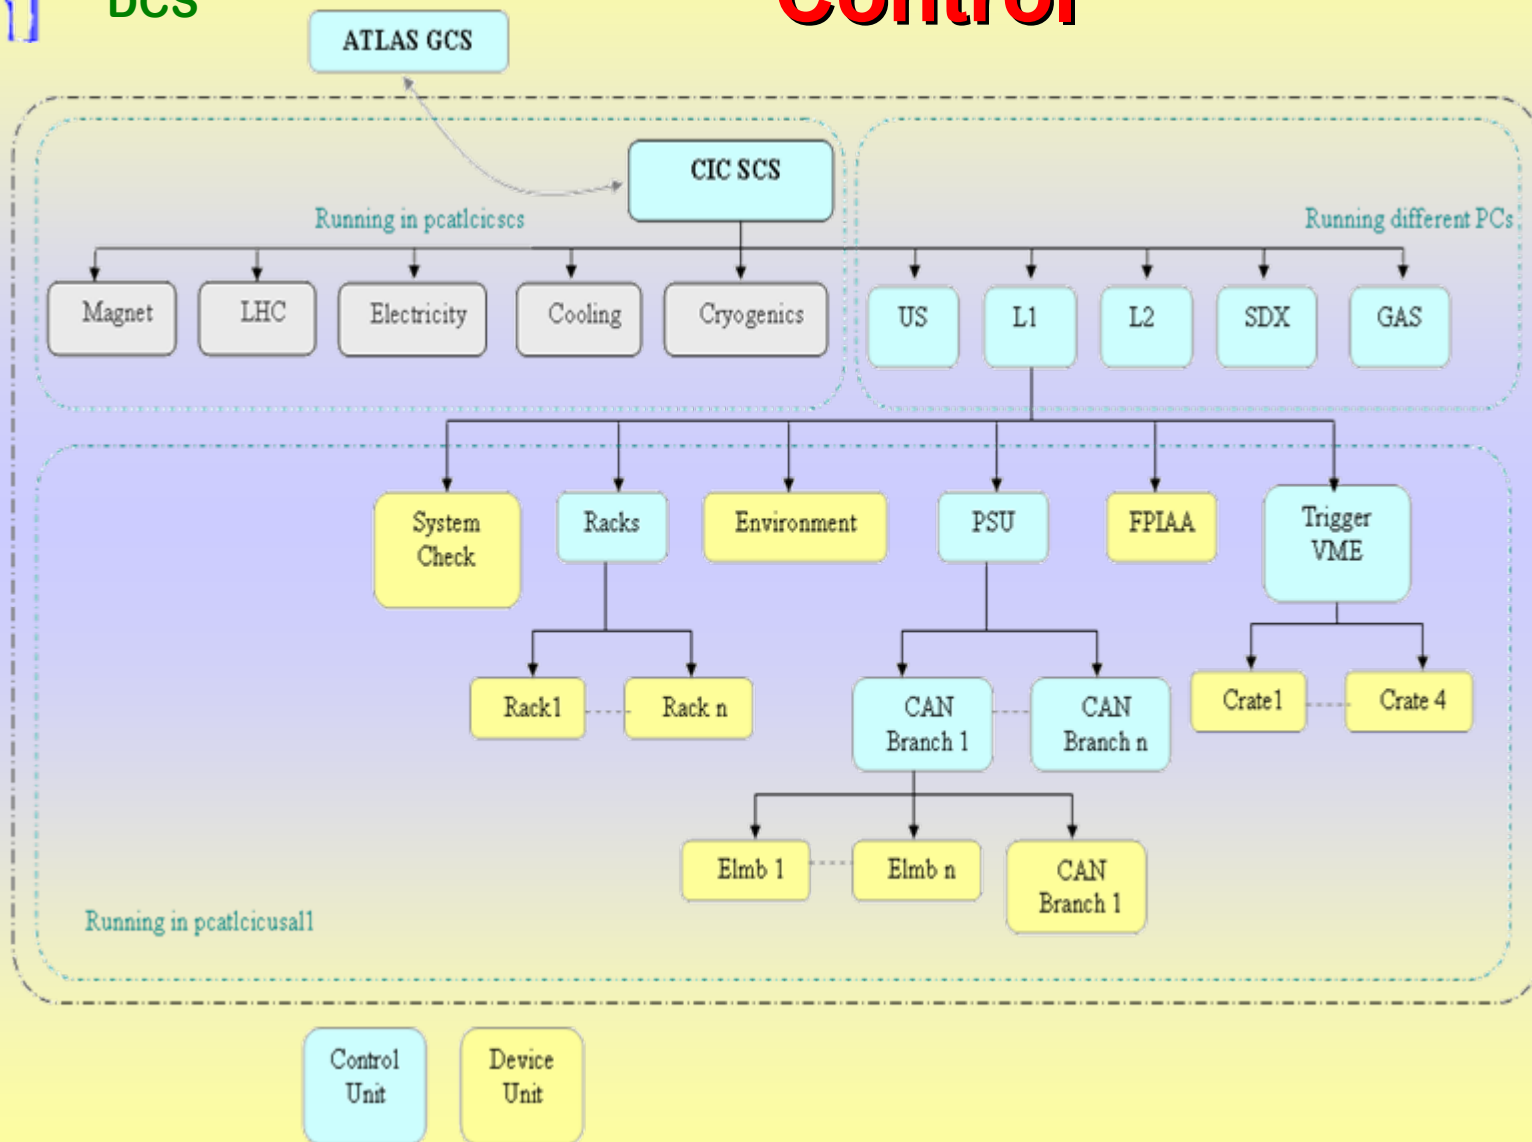 DCS
Control
ATLAS GCS
CIC SCS
Running in pcatlcicscs
Running different PCs
Magnet
LHC
Electricity
Cooling
Cryogenics
US
L1
L2
SDX
GAS
System
Check
Racks
Environment
PSU
FPIAA
Trigger
VME
Rack1
Rack n
CAN
Branch 1
CAN
Branch n
Crate1
Crate 4
Elmb 1
Elmb n
CAN
Branch 1
Running in pcatlcicusal1
Control
Unit
Device
Unit